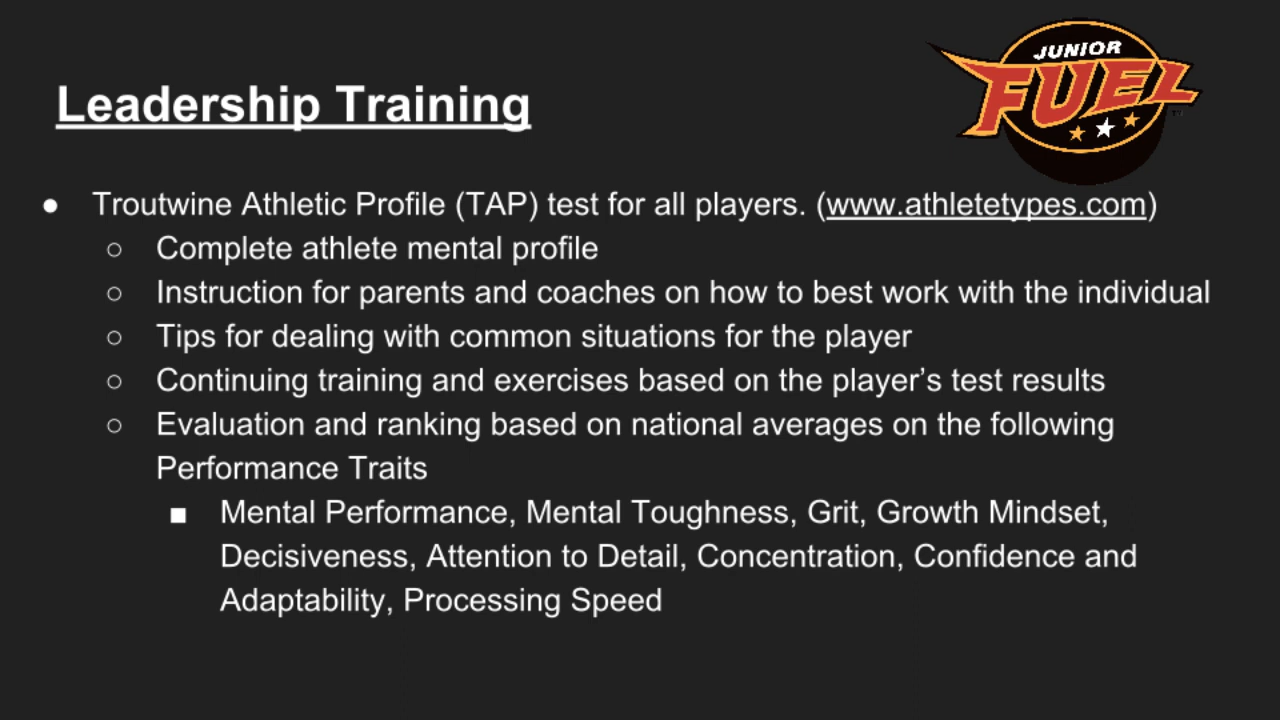 JUNIOR
FUEL
Leadership Training
● Troutwine Athletic Profile (TAP) test for all players. (www.athletetypes.com)
○ Complete athlete mental profile
○ Instruction for parents and coaches on how to best work with the individual
○ Tips for dealing with common situations for the player
○ Continuing training and exercises based on the player’s test results
○ Evaluation and ranking based on national averages on the following
Performance Traits
■ Mental Performance, Mental Toughness, Grit, Growth Mindset,
Decisiveness, Attention to Detail, Concentration, Confidence and
Adaptability, Processing Speed